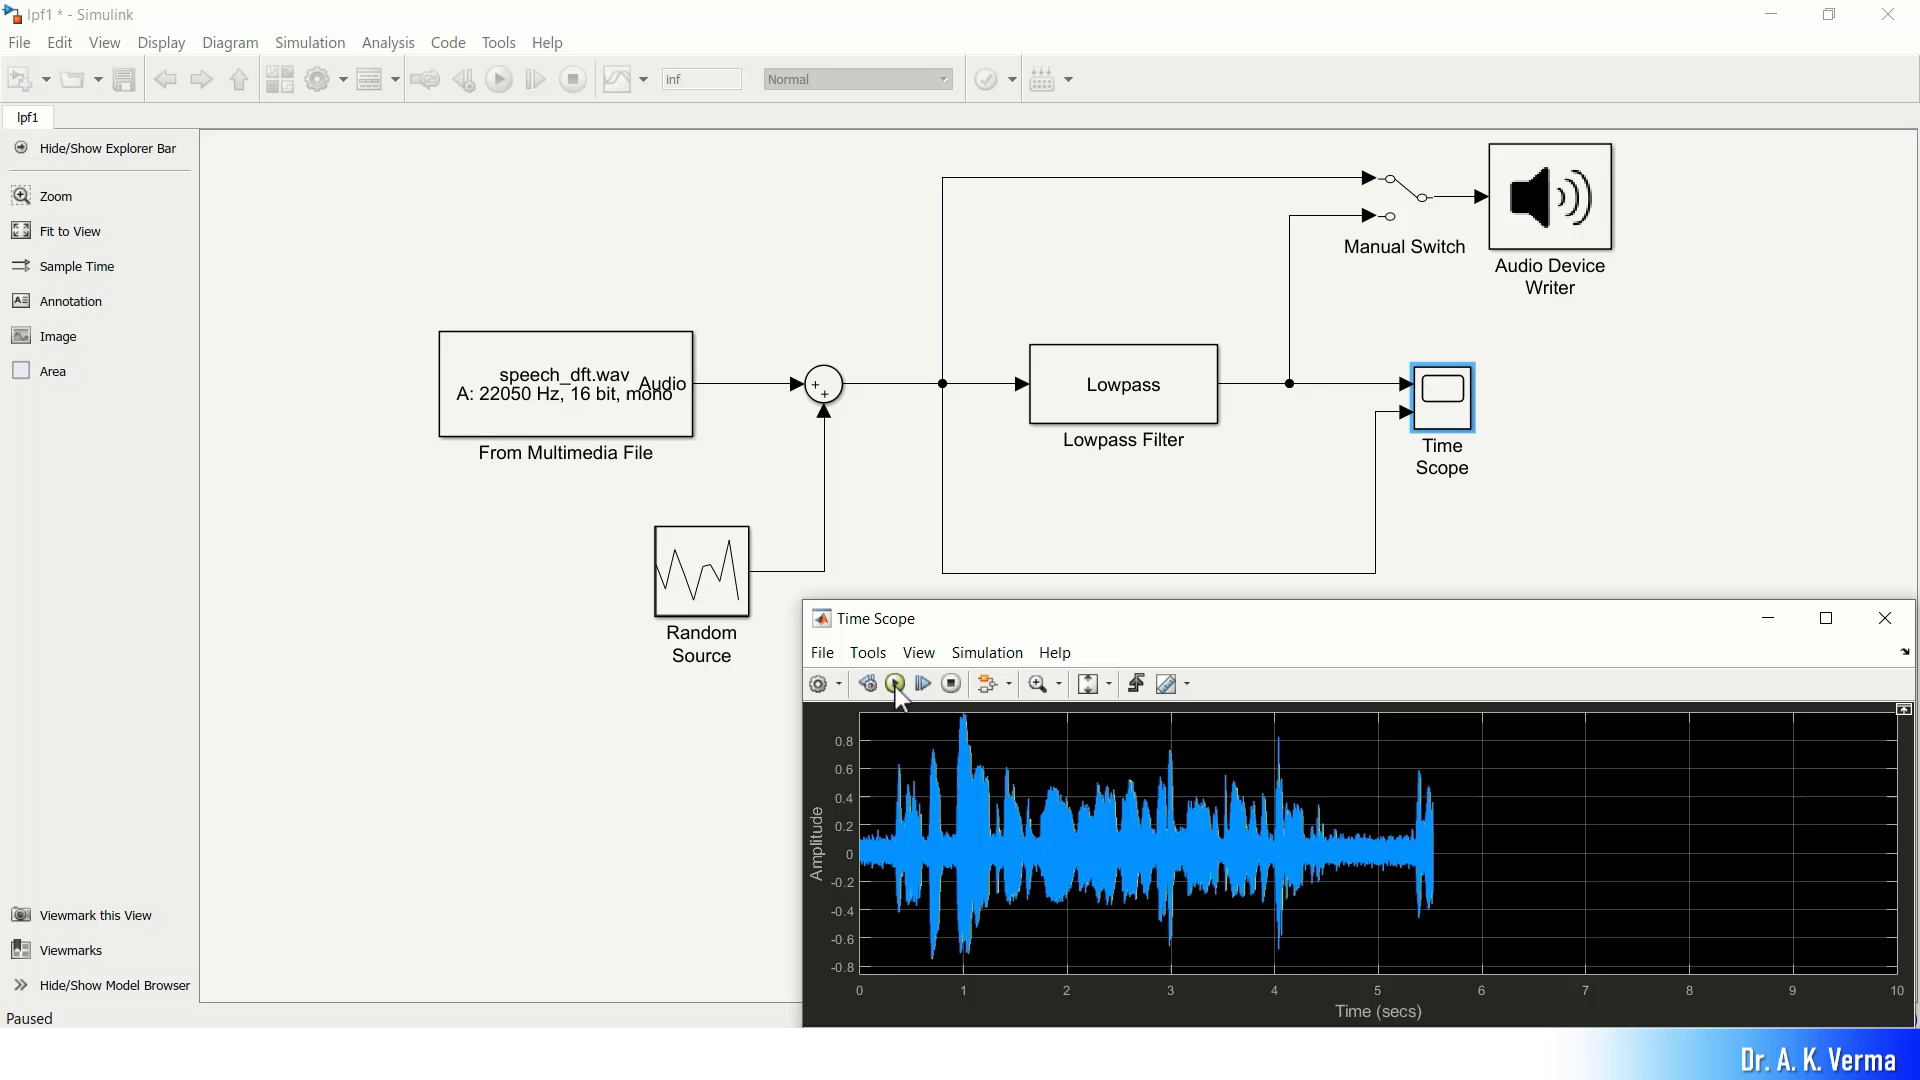 lpf1 * - Simulink
File Edit View Display Diagram Simulation Analysis Code Tools Help
inf
Normal
lpf1
Hide/Show Explorer Bar
Zoom
Fit to View
Sample Time
Annotation
Image
Area
Manual Switch
Audio Device
Writer
speech_dft.wav
A: 22050 Hz, 16 bit, mono
Audio
From Multimedia File
+
+
Lowpass
Lowpass Filter
Time
Scope
Random
Source
Time Scope
File Tools View Simulation Help
Amplitude
0.8
0.6
0.4
0.2
0
-0.2
-0.4
-0.6
-0.8
0 1 2 3 4 5 6 7 8 9 10
Time (secs)
Viewmark this View
Viewmarks
Hide/Show Model Browser
Paused
Dr. A. K. Verma